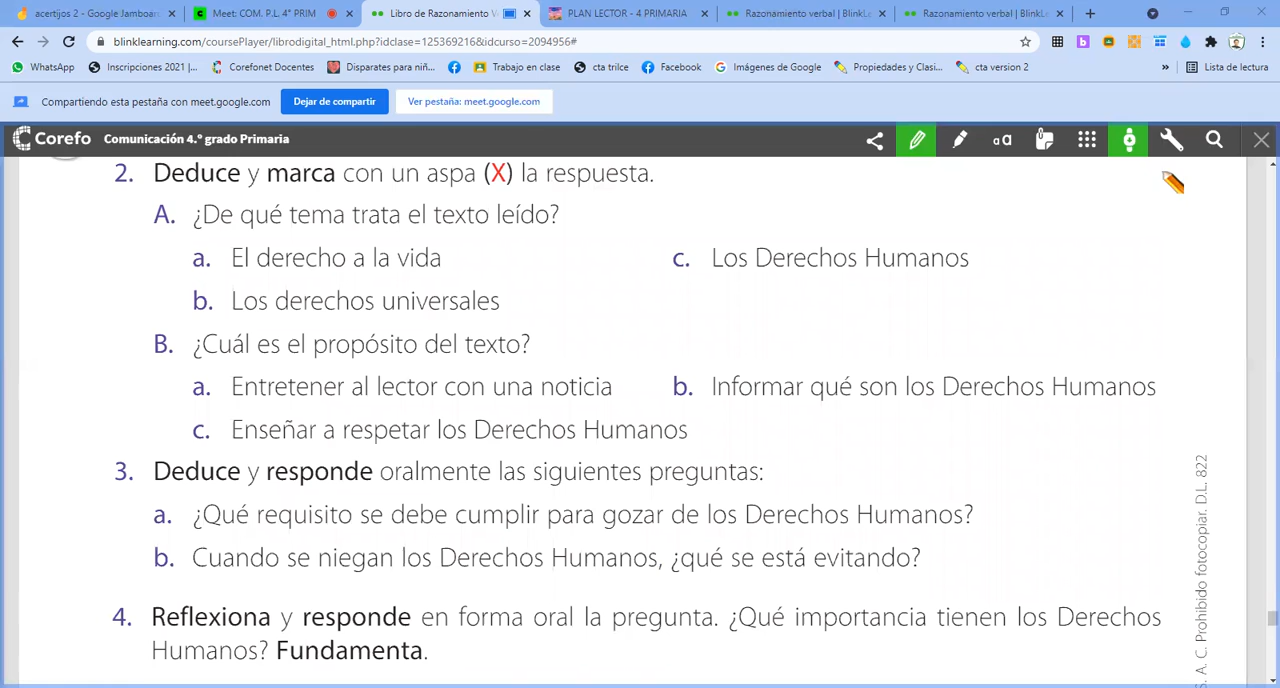 acertijos 2 - Google Jamboard
Meet: COM. P.L. 4° PRIM
Libro de Razonamiento V
PLAN LECTOR - 4 PRIMARIA
Razonamiento verbal | BlinkLe
Razonamiento verbal | BlinkLe
blinklearning.com/coursePlayer/librodigital_html.php?idclase=125369216&idcurso=2094956#
WhatsApp
Inscripciones 2021 |...
Corefonet Docentes
Disparates para niñ...
Trabajo en clase
cta trilce
Facebook
Imágenes de Google
Propiedades y Clasi...
cta version 2
»
Lista de lectura
Compartiendo esta pestaña con meet.google.com
Dejar de compartir
Ver pestaña: meet.google.com
Corefo
Comunicación 4.º grado Primaria
aA
2. Deduce y marca con un aspa (X) la respuesta.
A. ¿De qué tema trata el texto leído?
a. El derecho a la vida
c. Los Derechos Humanos
b. Los derechos universales
B. ¿Cuál es el propósito del texto?
a. Entretener al lector con una noticia
b. Informar qué son los Derechos Humanos
c. Enseñar a respetar los Derechos Humanos
3. Deduce y responde oralmente las siguientes preguntas:
a. ¿Qué requisito se debe cumplir para gozar de los Derechos Humanos?
b. Cuando se niegan los Derechos Humanos, ¿qué se está evitando?
4. Reflexiona y responde en forma oral la pregunta. ¿Qué importancia tienen los Derechos
Humanos? Fundamenta.
S. A. C. Prohibido fotocopiar. D.L. 822